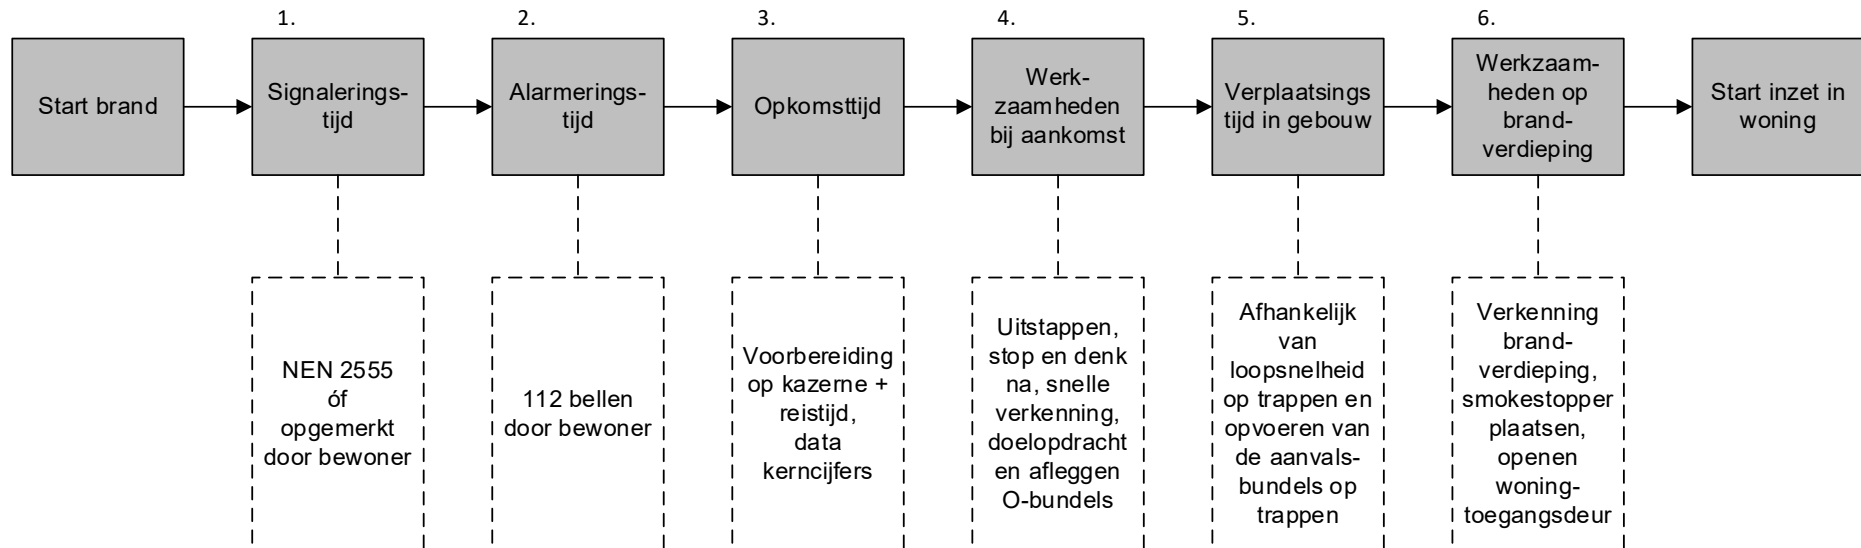 1.
2.
3.
4.
5.
6.
Start brand
Signalerings-
tijd
Alarmerings-
tijd
Opkomsttijd
Werk-
zaamheden
bij aankomst
Verplaatsings
tijd in gebouw
Werkzaam-
heden op
brand-
verdieping
Start inzet in
woning
NEN 2555
óf
opgemerkt
door bewoner
112 bellen
door bewoner
Voorbereiding
op kazerne +
reistijd,
data
kerncijfers
Uitstappen,
stop en denk
na, snelle
verkenning,
doelopdracht
en afleggen
O-bundels
Afhankelijk
van
loopsnelheid
op trappen en
opvoeren van
de aanvals-
bundels op
trappen
Verkenning
brand-
verdieping,
smokestopper
plaatsen,
openen
woning-
toegangsdeur